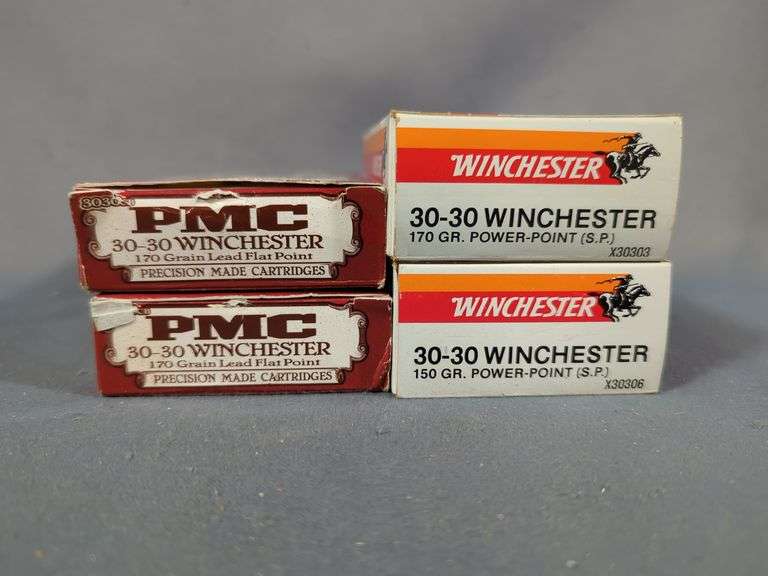 3030
PMC
30-30 WINCHESTER
170 Grain Lead Flat Point
PRECISION MADE CARTRIDGES
PMC
30-30 WINCHESTER
170 Grain Lead Flat Point
PRECISION MADE CARTRIDGES
WINCHESTER
30-30 WINCHESTER
170 GR. POWER-POINT (S.P.)
X30303
WINCHESTER
30-30 WINCHESTER
150 GR. POWER-POINT (S.P.)
X30306